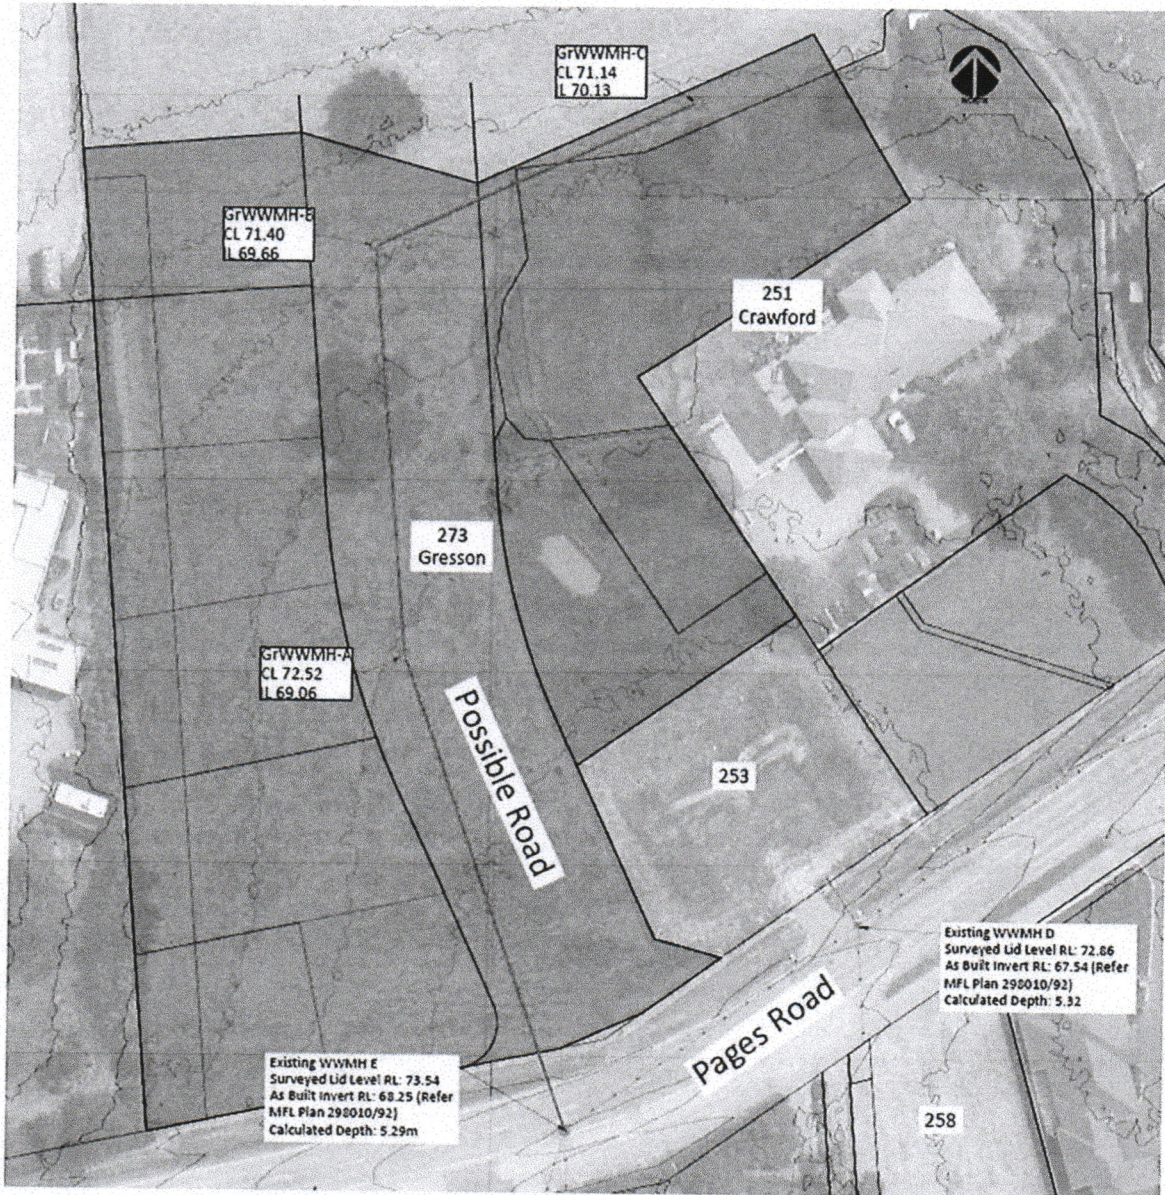 GrWWMH-C
CL 71.14
IL 70.13
NORTH
GrWWMH-B
CL 71.40
IL 69.66
251
Crawford
273
Gresson
GrWWMH-A
CL 72.52
IL 69.06
Possible Road
253
Existing WWMH D
Surveyed Lid Level RL: 72.86
As Built Invert RL: 67.54 (Refer
MFL Plan 298010/92)
Calculated Depth: 5.32
Pages Road
Existing WWMH E
Surveyed Lid Level RL: 73.54
As Built Invert RL: 68.25 (Refer
MFL Plan 298010/92)
Calculated Depth: 5.29m
258